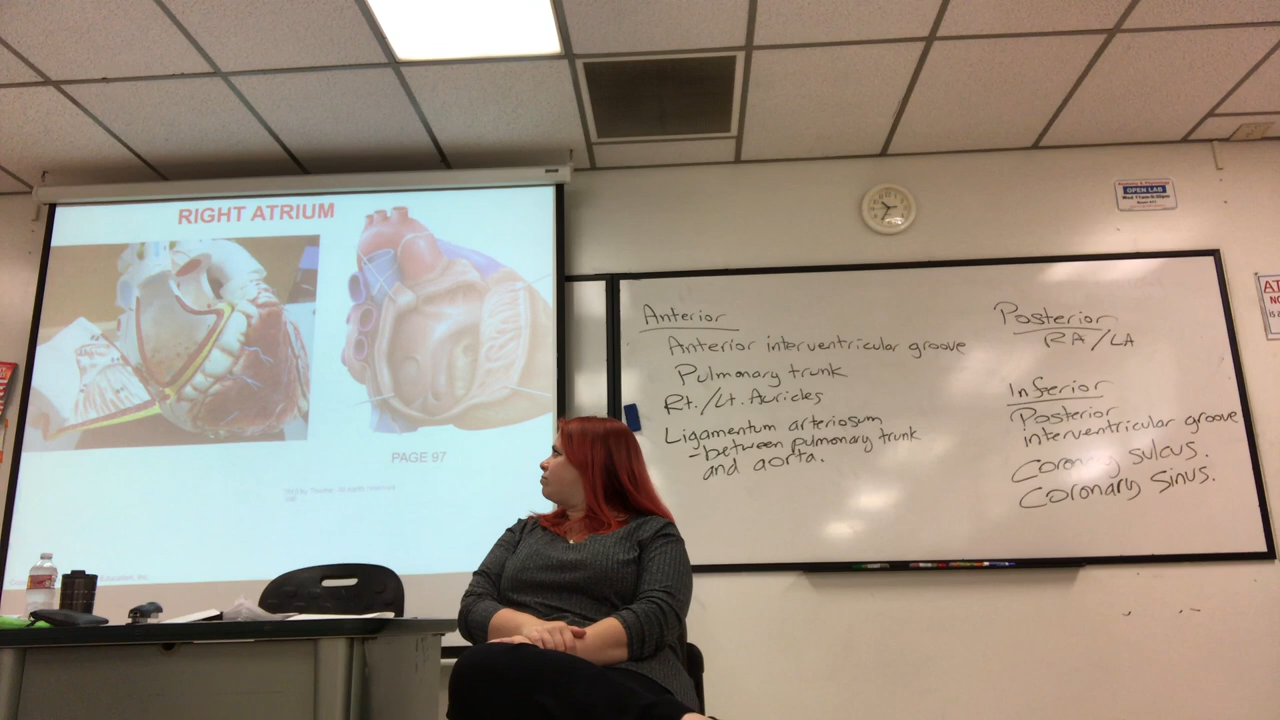 RIGHT ATRIUM
PAGE 97
Anterior
Anterior interventricular groove
Pulmonary trunk
Rt./Lt. Auricles
Ligamentum arteriosum
-between pulmonary trunk
and aorta.
Posterior
RA/LA
Inferior
Posterior
interventricular groove
Coronary sulcus.
Coronary Sinus.
OPEN LAB